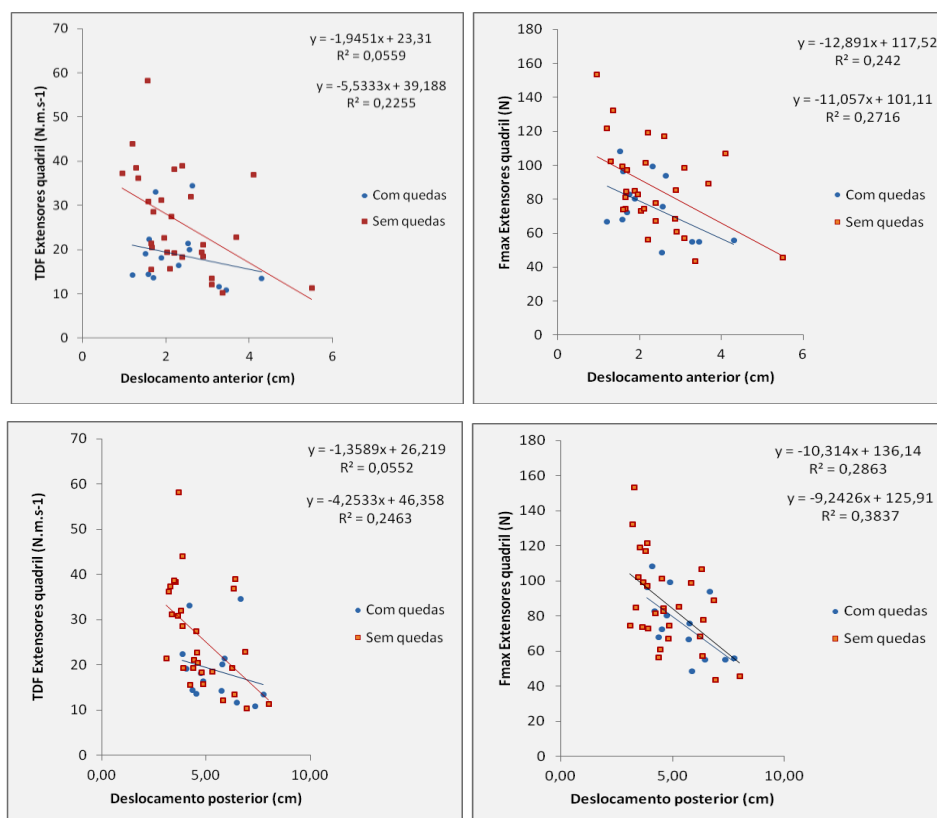 y = -1,9451x + 23,31
R² = 0,0559
y = -5,5333x + 39,188
R² = 0,2255
70
60
50
40
30
20
10
0
TDF Extensores quadril (N.m.s-1)
Com quedas
Sem quedas
0 2 4 6
Deslocamento anterior (cm)
y = -12,891x + 117,52
R² = 0,242
y = -11,057x + 101,11
R² = 0,2716
180
160
140
120
100
80
60
40
20
0
Fmax Extensores quadril (N)
Com quedas
Sem quedas
0 2 4 6
Deslocamento anterior (cm)
y = -1,3589x + 26,219
R² = 0,0552
y = -4,2533x + 46,358
R² = 0,2463
70
60
50
40
30
20
10
0
TDF Extensores quadril (N.m.s-1)
Com quedas
Sem quedas
0,00 5,00 10,00
Deslocamento posterior (cm)
y = -10,314x + 136,14
R² = 0,2863
y = -9,2426x + 125,91
R² = 0,3837
180
160
140
120
100
80
60
40
20
0
Fmax Extensores quadril (N)
Com quedas
Sem quedas
0,00 5,00 10,00
Deslocamento posterior (cm)